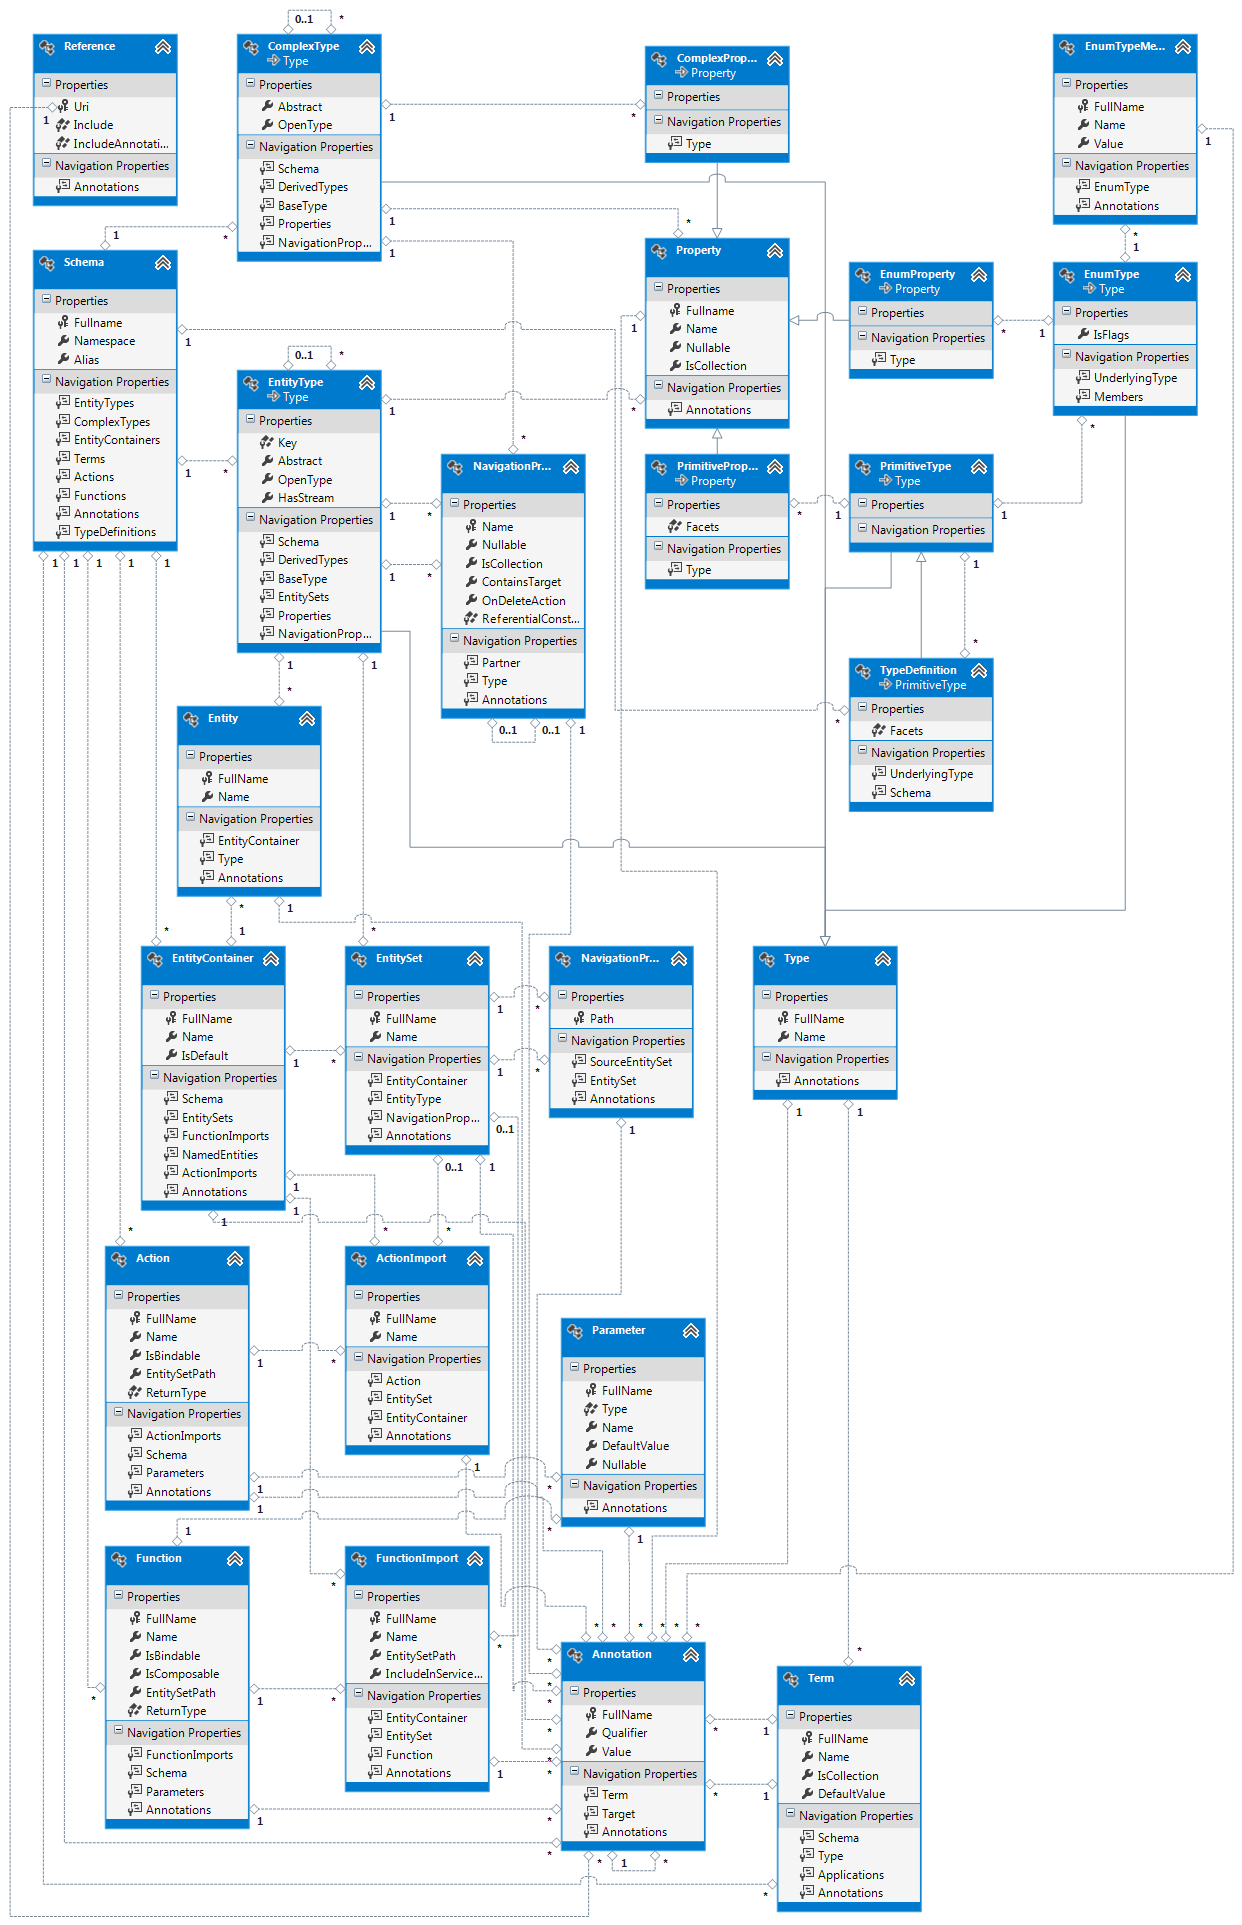 Reference
Properties
Uri
Include
IncludeAnnotati...
Navigation Properties
Annotations
ComplexType
Type
Properties
Abstract
OpenType
Navigation Properties
Schema
DerivedTypes
BaseType
Properties
NavigationProp...
ComplexProp...
Property
Properties
Navigation Properties
Type
EnumTypeMe...
Properties
FullName
Name
Value
Navigation Properties
EnumType
Annotations
Schema
Properties
Fullname
Namespace
Alias
Navigation Properties
EntityTypes
ComplexTypes
EntityContainers
Terms
Actions
Functions
Annotations
TypeDefinitions
Property
Properties
Fullname
Name
Nullable
IsCollection
Navigation Properties
Annotations
EnumProperty
Property
Properties
Navigation Properties
Type
EnumType
Type
Properties
IsFlags
Navigation Properties
UnderlyingType
Members
EntityType
Type
Properties
Key
Abstract
OpenType
HasStream
Navigation Properties
Schema
DerivedTypes
BaseType
EntitySets
Properties
NavigationProp...
NavigationPr...
Properties
Name
Nullable
IsCollection
ContainsTarget
OnDeleteAction
ReferentialConst...
Navigation Properties
Partner
Type
Annotations
PrimitiveProp...
Property
Properties
Facets
Navigation Properties
Type
PrimitiveType
Type
Properties
Navigation Properties
TypeDefinition
PrimitiveType
Properties
Facets
Navigation Properties
UnderlyingType
Schema
Entity
Properties
FullName
Name
Navigation Properties
EntityContainer
Type
Annotations
EntityContainer
Properties
FullName
Name
IsDefault
Navigation Properties
Schema
EntitySets
FunctionImports
NamedEntities
ActionImports
Annotations
EntitySet
Properties
FullName
Name
Navigation Properties
EntityContainer
EntityType
NavigationProp...
Annotations
NavigationPr...
Properties
Path
Navigation Properties
SourceEntitySet
EntitySet
Annotations
Type
Properties
FullName
Name
Navigation Properties
Annotations
Action
Properties
FullName
Name
IsBindable
EntitySetPath
ReturnType
Navigation Properties
ActionImports
Schema
Parameters
Annotations
ActionImport
Properties
FullName
Name
Navigation Properties
Action
EntitySet
EntityContainer
Annotations
Parameter
Properties
FullName
Type
Name
DefaultValue
Nullable
Navigation Properties
Annotations
Function
Properties
FullName
Name
IsBindable
IsComposable
EntitySetPath
ReturnType
Navigation Properties
FunctionImports
Schema
Parameters
Annotations
FunctionImport
Properties
FullName
Name
EntitySetPath
IncludeInService...
Navigation Properties
EntityContainer
EntitySet
Function
Annotations
Annotation
Properties
FullName
Qualifier
Value
Navigation Properties
Term
Target
Annotations
Term
Properties
FullName
Name
IsCollection
DefaultValue
Navigation Properties
Schema
Type
Applications
Annotations